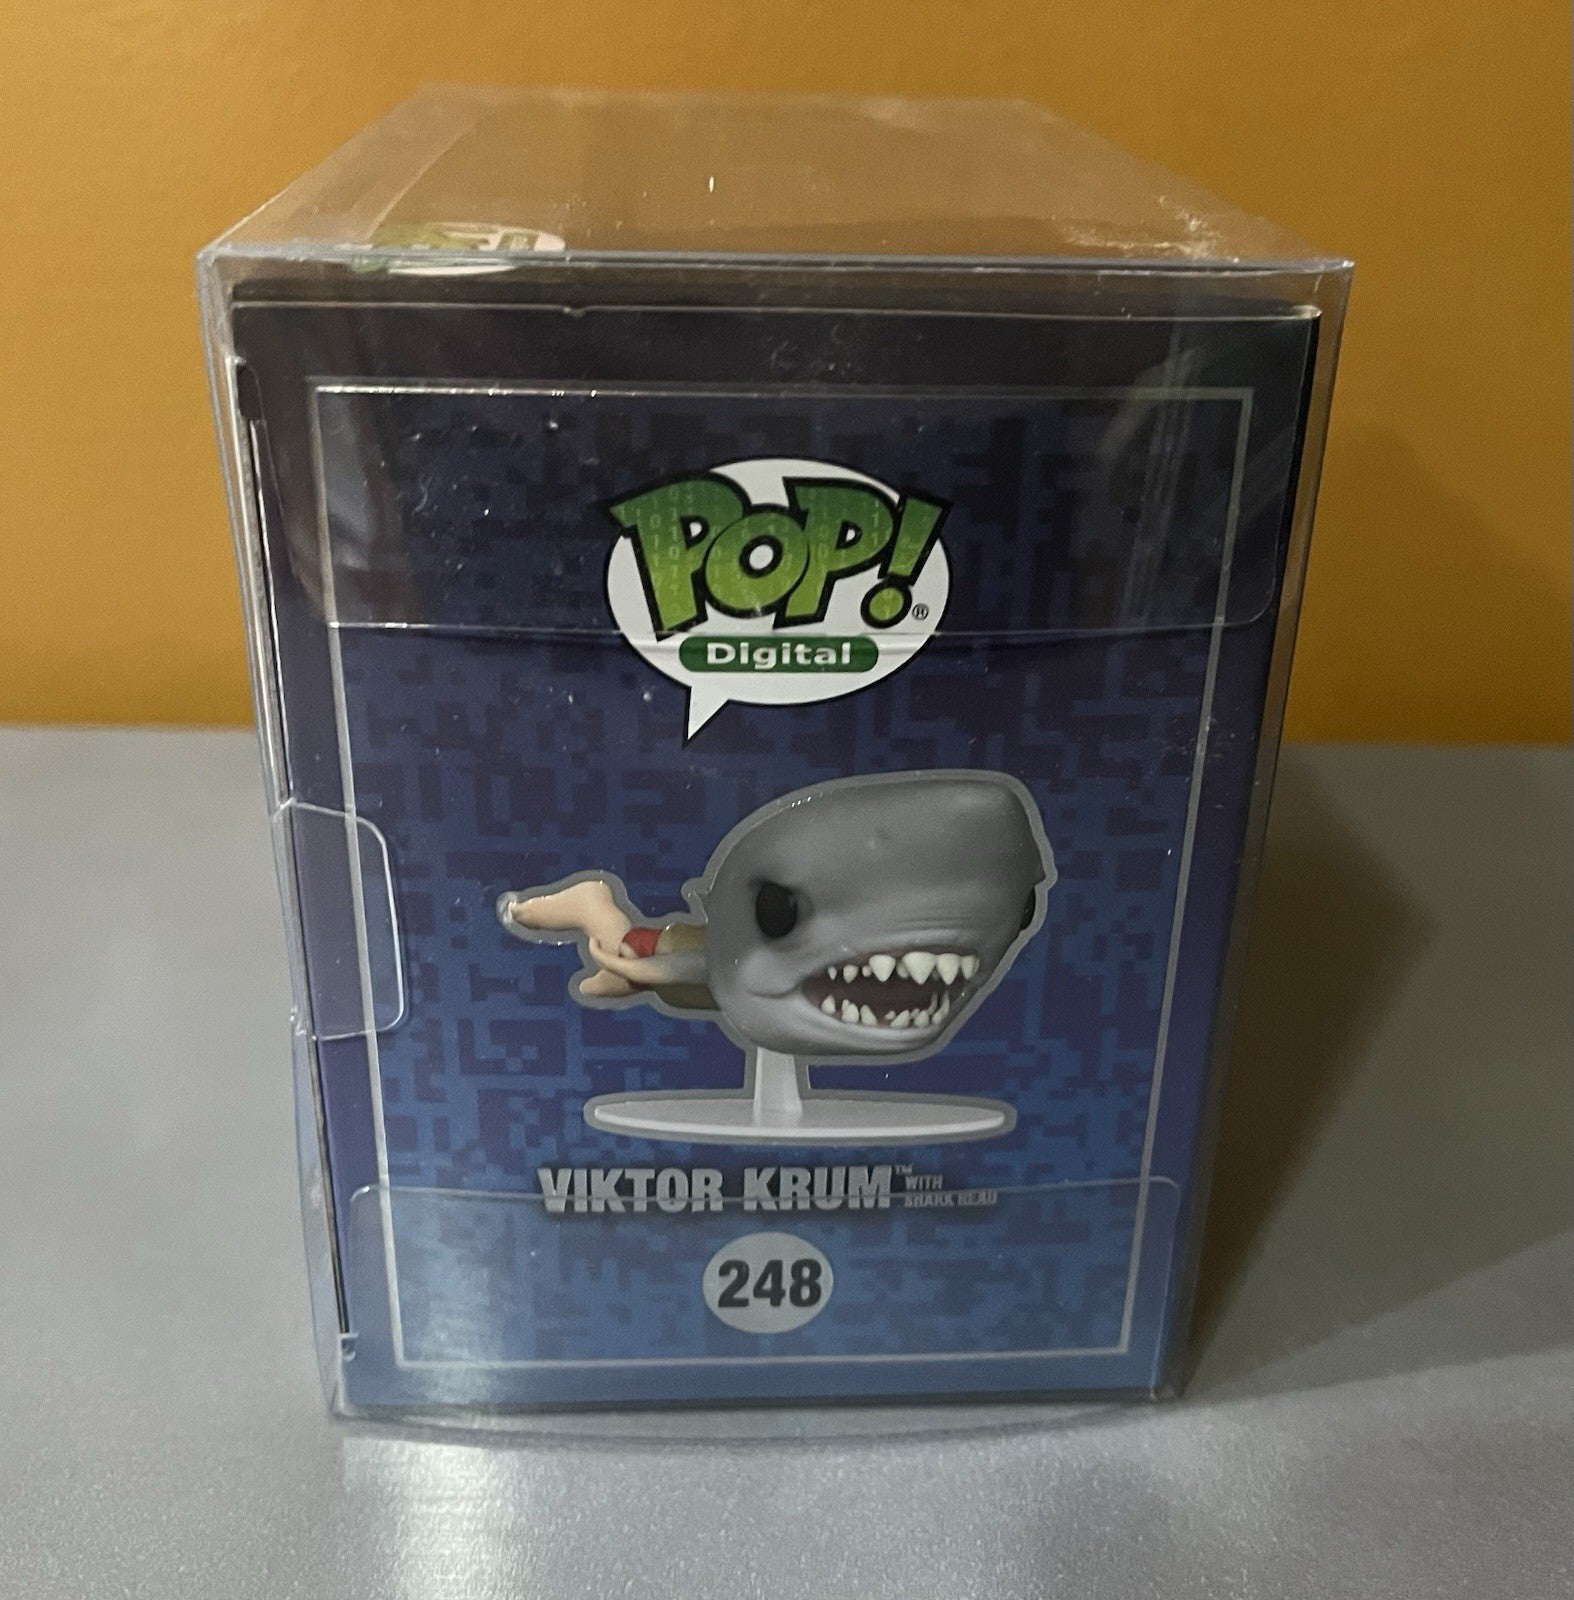 POP!®
Digital
VIKTOR KRUM™ WITH
SHARK HEAD
248